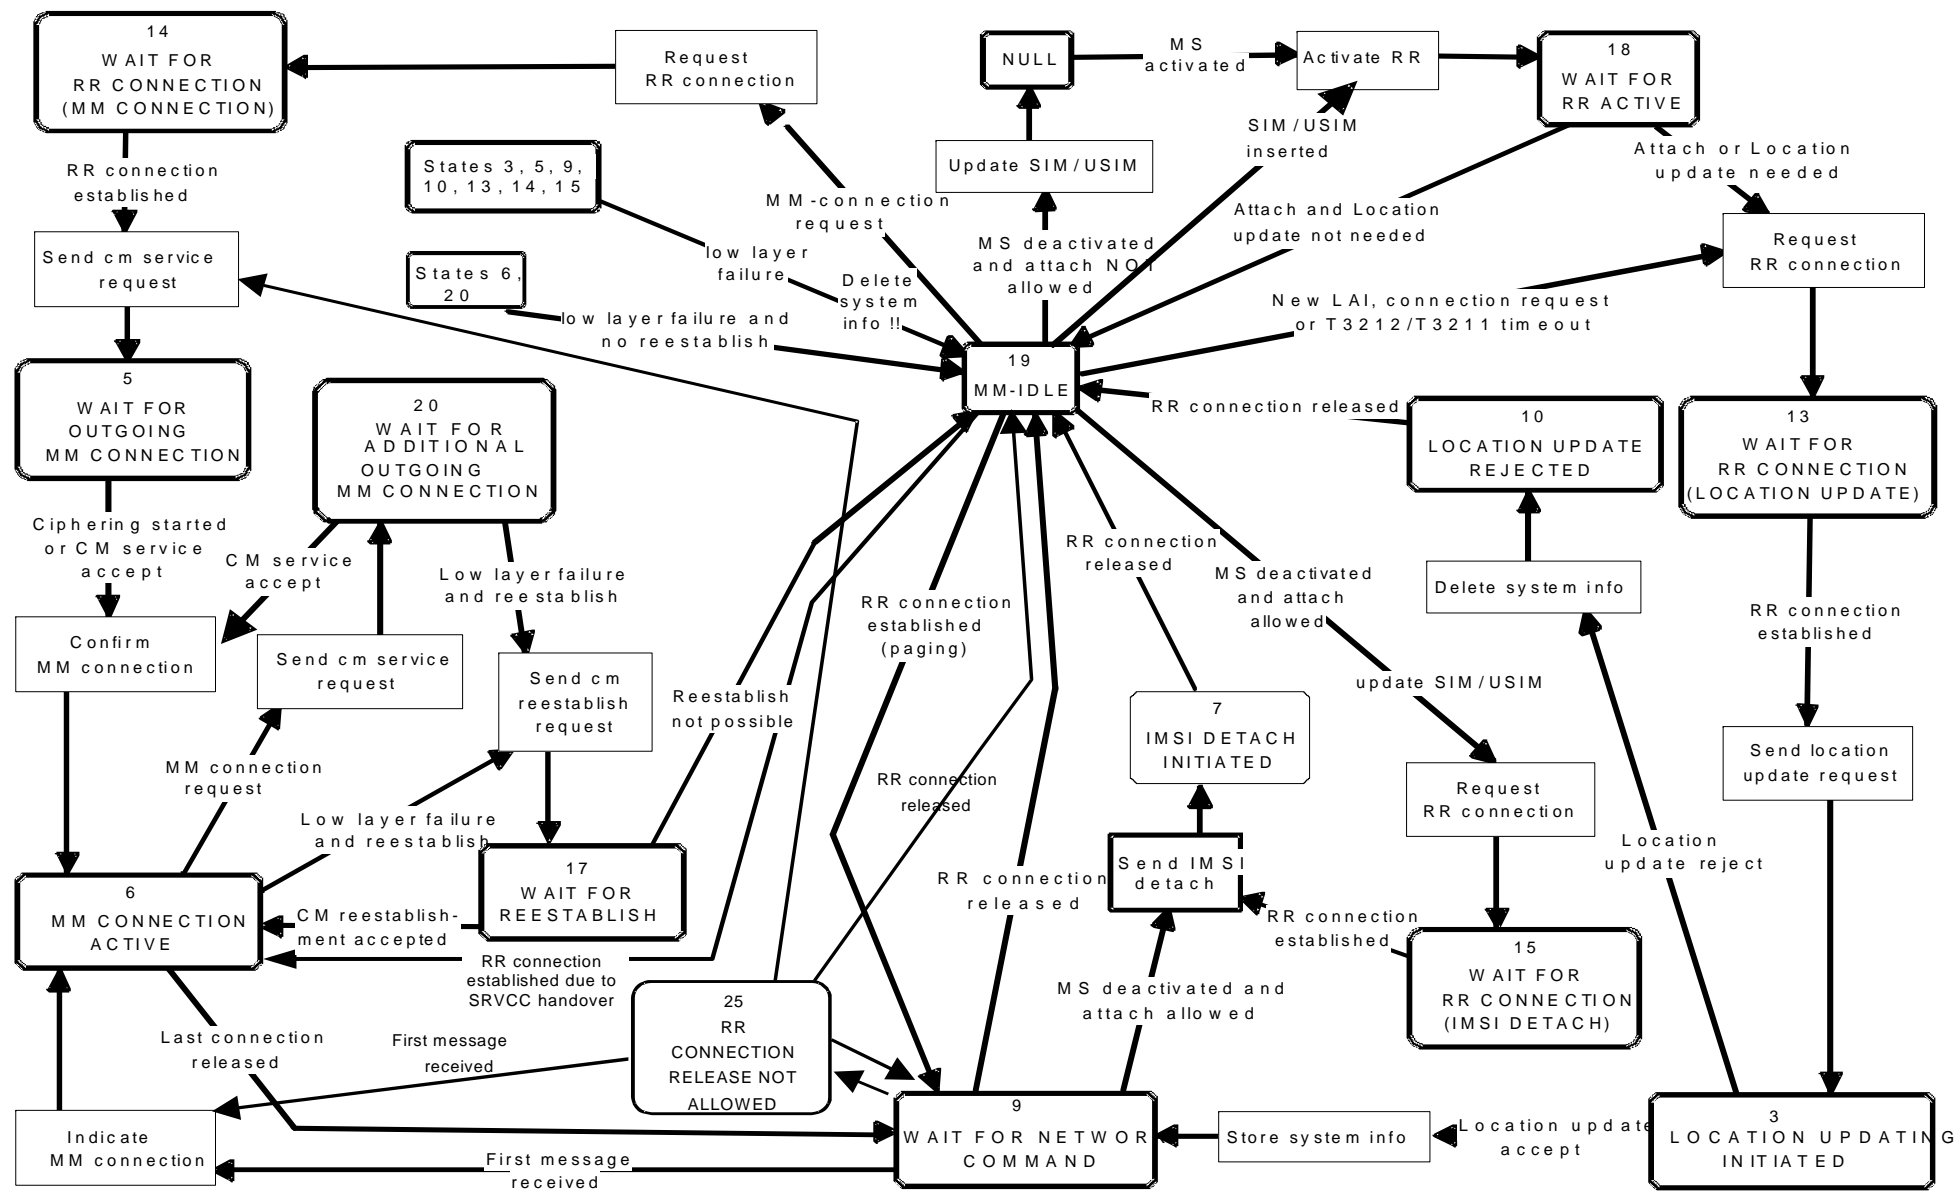 14
WAIT FOR
RR CONNECTION
(MM CONNECTION)
Request
RR connection
NULL
MS
activated
Activate RR
18
WAIT FOR
RR ACTIVE
RR connection
established
States 3, 5, 9,
10, 13, 14, 15
Update SIM/USIM
SIM/USIM
inserted
Attach or Location
update needed
MM-connection
request
Attach and Location
update not needed
Send cm service
request
States 6,
20
low layer
failure
Delete
system
info !!
MS deactivated
and attach NOT
allowed
Request
RR connection
low layer failure and
no reestablish
New LAI, connection request
or T3212/T3211 timeout
19
MM-IDLE
5
WAIT FOR
OUTGOING
MM CONNECTION
20
WAIT FOR
ADDITIONAL
OUTGOING
MM CONNECTION
RR connection released
10
LOCATION UPDATE
REJECTED
13
WAIT FOR
RR CONNECTION
(LOCATION UPDATE)
Ciphering started
or CM service
accept
CM service
accept
Low layer failure
and reestablish
RR connection
released
RR connection
established
(paging)
MS deactivated
and attach
allowed
Delete system info
RR connection
established
Confirm
MM connection
Send cm service
request
Send cm
reestablish
request
Reestablish
not possible
update SIM/USIM
7
IMSI DETACH
INITIATED
Send location
update request
MM connection
request
RR connection
released
Request
RR connection
Low layer failure
and reestablish
Location
update reject
17
WAIT FOR
REESTABLISH
RR connection
released
Send IMSI
detach
6
MM CONNECTION
ACTIVE
CM reestablish-
ment accepted
RR connection
established
RR connection
established due to
SRVCC handover
15
WAIT FOR
RR CONNECTION
(IMSI DETACH)
MS deactivated and
attach allowed
25
RR
CONNECTION
RELEASE NOT
ALLOWED
Last connection
released
First message
received
Indicate
MM connection
9
WAIT FOR NETWOR
COMMAND
Store system info
Location update
accept
3
LOCATION UPDATING
INITIATED
First message
received